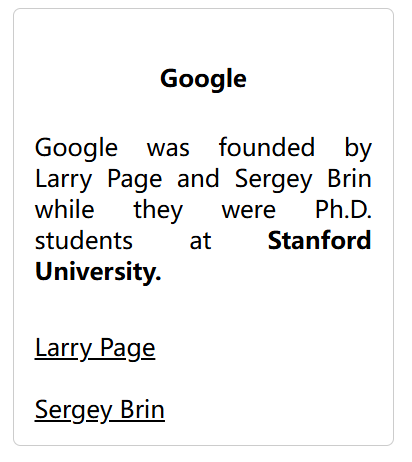 Google
Google was founded by
Larry Page and Sergey Brin
while they were Ph.D.
students at Stanford
University.
Larry Page
Sergey Brin